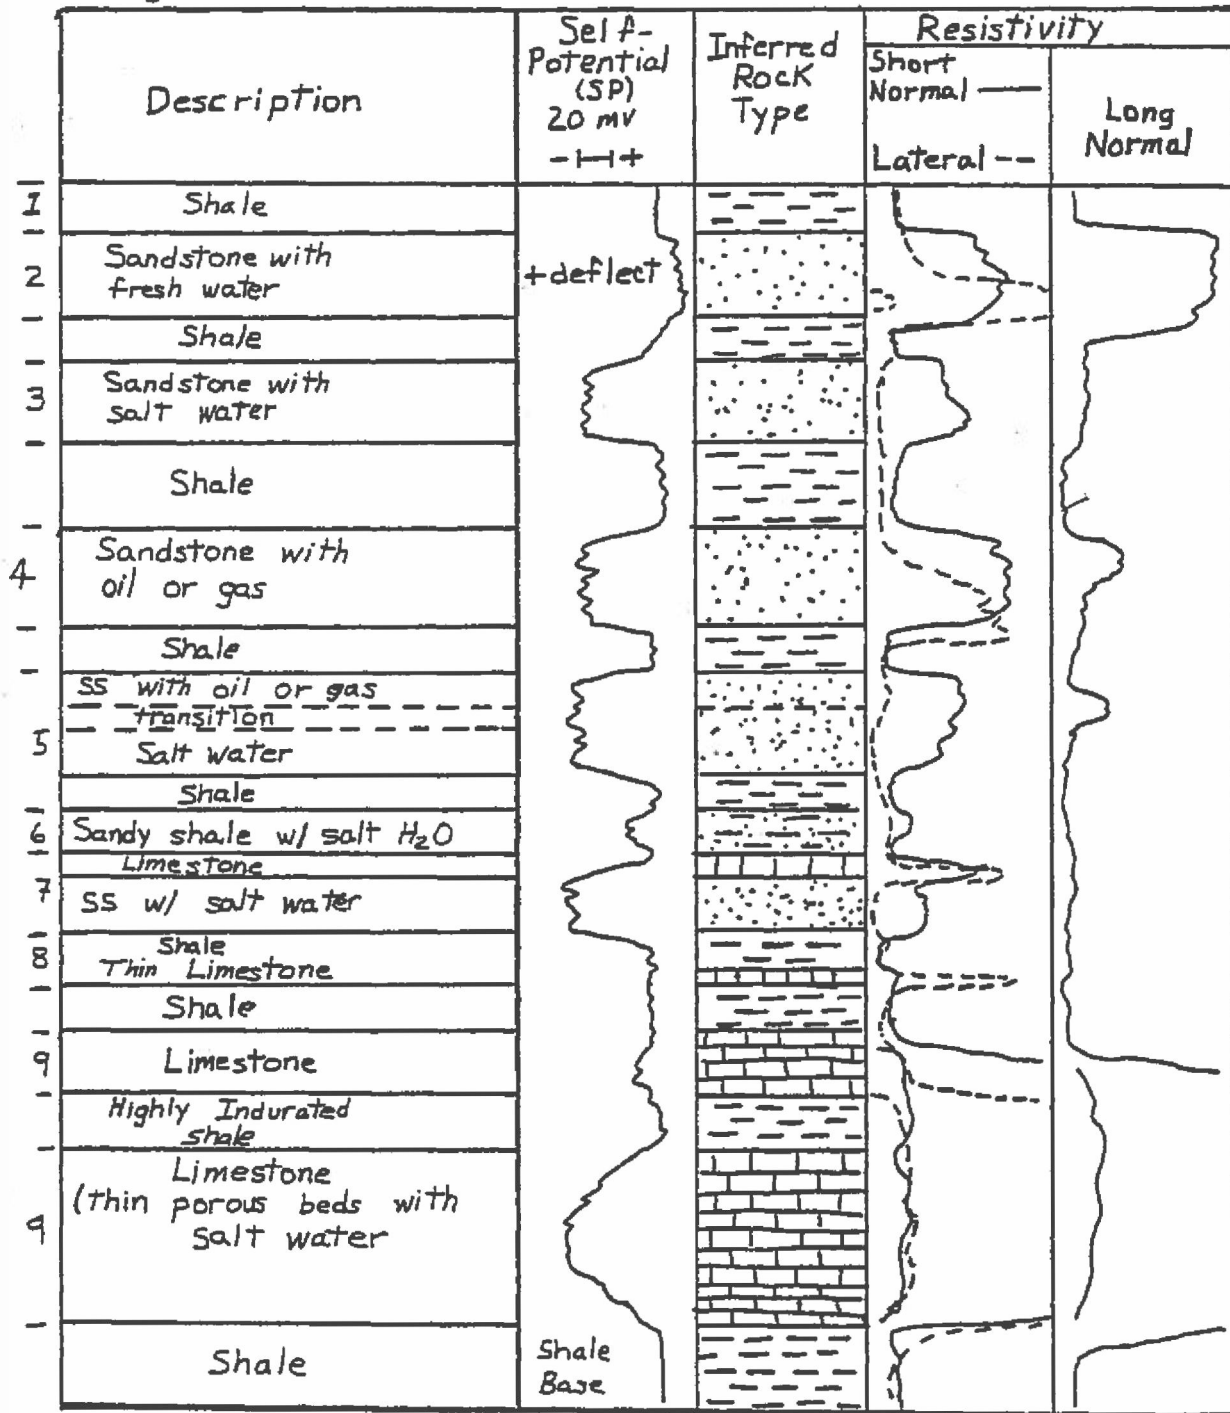 Description
Self-
Potential
(SP)
20 mv
- +
Inferred
Rock
Type
Resistivity
Short
Normal
Lateral
Long
Normal
1
Shale
2
Sandstone with
fresh water
+deflect
Shale
3
Sandstone with
salt water
Shale
4
Sandstone with
oil or gas
Shale
SS with oil or gas
transition
5
Salt water
Shale
6
Sandy shale w/ salt H₂O
Limestone
7
SS w/ salt water
8
Shale
Thin Limestone
Shale
9
Limestone
Highly Indurated
shale
Limestone
(thin porous beds with
salt water
9
Shale
Shale
Base